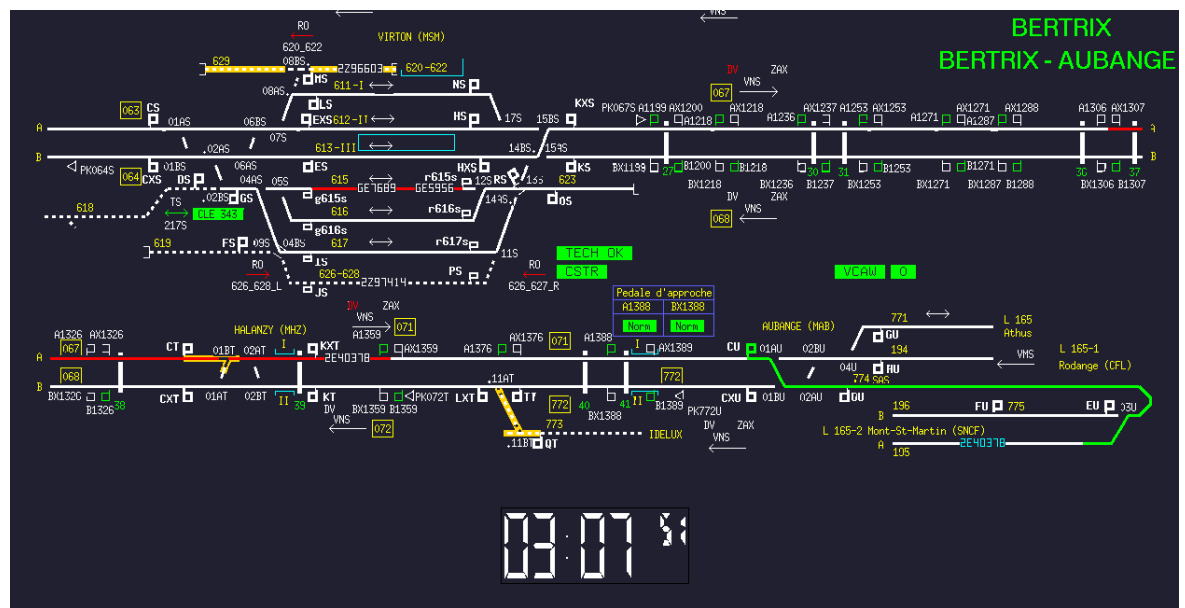 VNS
VNS
BERTRIX
BERTRIX - AUBANGE
RO
620_622
VIRTON (MSM)
629 08BS. 2Z96603 620-622
MS 611-I NS
08AS. LS
DV VNS ZAX
067
063 CS 01AS 06BS EXS 612-II HS 17S 15BS KXS
PK067S A1199 AX1200 A1218 AX1218 A1236 AX1237 A1253 AX1253 A1271 AX1271 A1287 AX1288 A1306 AX1307
A 07S A
B 613-III 14BS. 15AS B
PK064S 064 CXS 01BS .02AS 06AS ES HXS KS
BX1199 27 B1200 B1218 30 31 B1253 B1271 B1288 36 37
BX1218 BX1236 B1237 BX1253 BX1271 BX1287 BX1306 B1307
DS 04AS 05S 615 GE7689 GE5956 r615s 12S RS 16S 623
618 TS CLE 343 .02BS GS g615s 616 r616s 14AS OS
217S g616s
068 VNS DV
619 FS 09S 04BS 617 r617s 11S
IS
RO 626-628 2Z97414 PS RO
626_628_L JS 626_627_R
TECH OK
CSTR
VCAW O
Pedale d'approche
A1388 BX1388
Norm Norm
DV VNS ZAX
071
A1326 AX1326 HALANZY (MHZ) A1359
067 CT 01BT 02AT I KXT AX1359 A1376 AX1376 071 A1388 I AX1389
AUBANGE (MAB) 771 L 165
Athus
GU
CU 01AU 02BU 194 VMS L 165-1
Rodange (CFL)
A 2E40378
068 .11AT 772 04U HU
.774 SAS
B
BX1326 B1326 38 CXT 01AT 02BT II 39 KT BX1359 B1359 PK072T LXT TT 772 40 BX1388 41 II B1389 PK772U CXU 01BU 02AU DU
DV VNS ZAX
072
.11BT QT 773 IDELUX
DV VNS ZAX
196 FU 775 EU 03U
B
L 165-2 Mont-St-Martin (SNCF)
A 2E40378
195
03:07 51